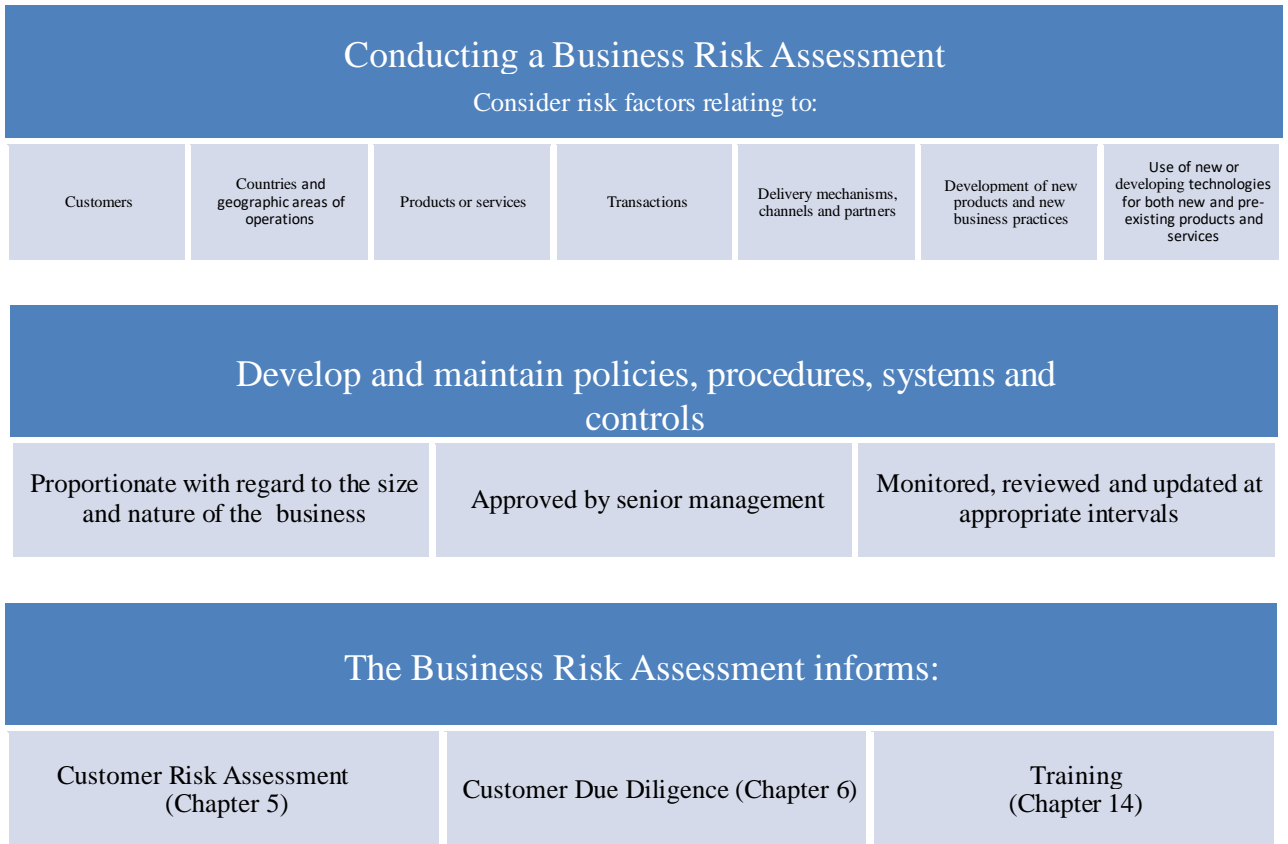 Conducting a Business Risk Assessment
Consider risk factors relating to:
Customers
Countries and
geographic areas of
operations
Products or services
Transactions
Delivery mechanisms,
channels and partners
Development of new
products and new
business practices
Use of new or
developing technologies
for both new and pre-
existing products and
services
Develop and maintain policies, procedures, systems and
controls
Proportionate with regard to the size
and nature of the business
Approved by senior management
Monitored, reviewed and updated at
appropriate intervals
The Business Risk Assessment informs:
Customer Risk Assessment
(Chapter 5)
Customer Due Diligence (Chapter 6)
Training
(Chapter 14)